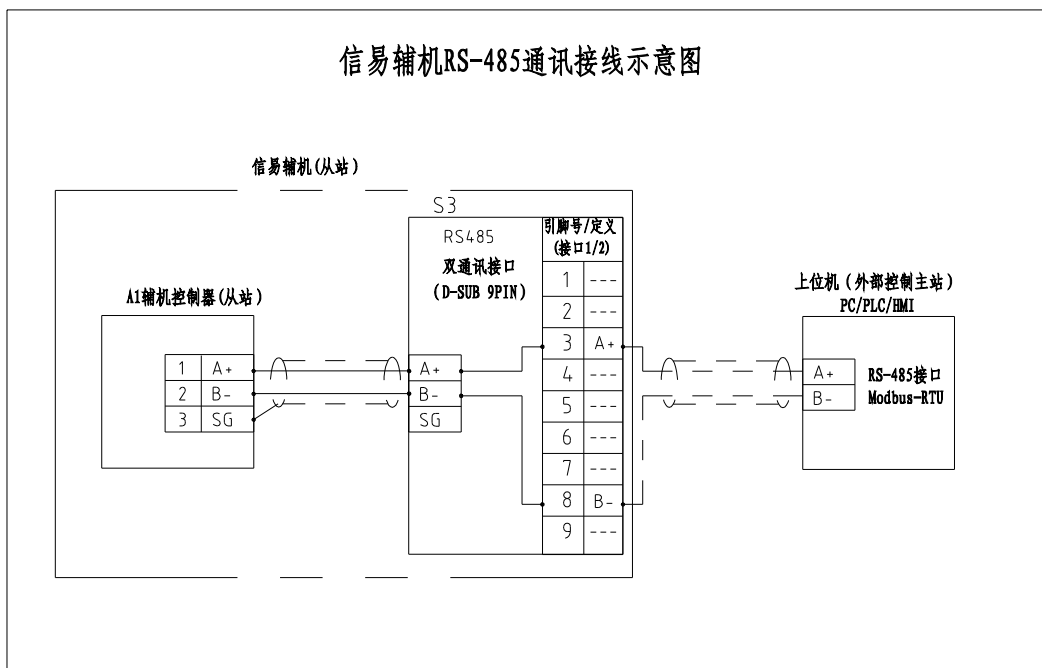 信易辅机RS-485通讯接线示意图
信易辅机(从站)
S3
RS485
双通讯接口
(D-SUB 9PIN)
引脚号/定义
(接口1/2)
1 ---
2 ---
3 A+
4 ---
5 ---
6 ---
7 ---
8 B-
9 ---
A1辅机控制器(从站)
1 A+
2 B-
3 SG
A+
B-
SG
上位机(外部控制主站)
PC/PLC/HMI
A+
B-
RS-485接口
Modbus-RTU